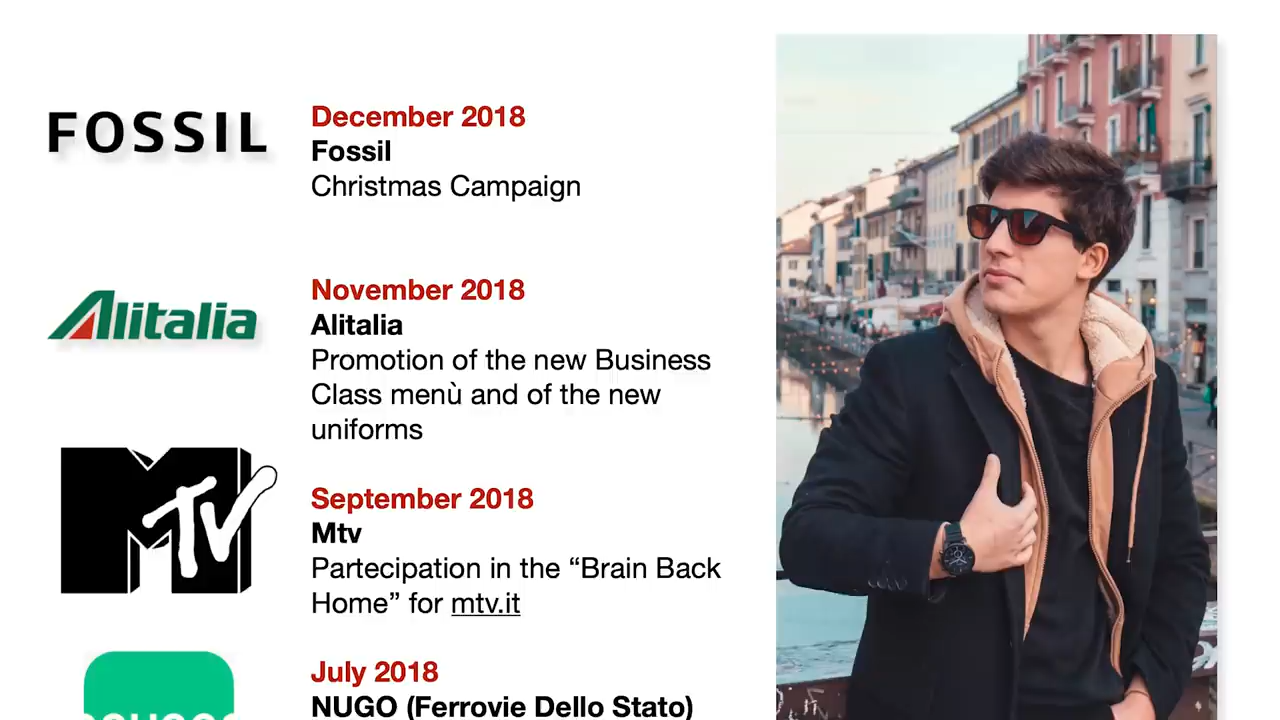 FOSSIL
December 2018
Fossil
Christmas Campaign
Alitalia
November 2018
Alitalia
Promotion of the new Business
Class menù and of the new
uniforms
MTV
September 2018
Mtv
Partecipation in the “Brain Back
Home” for mtv.it
July 2018
NUGO (Ferrovie Dello Stato)